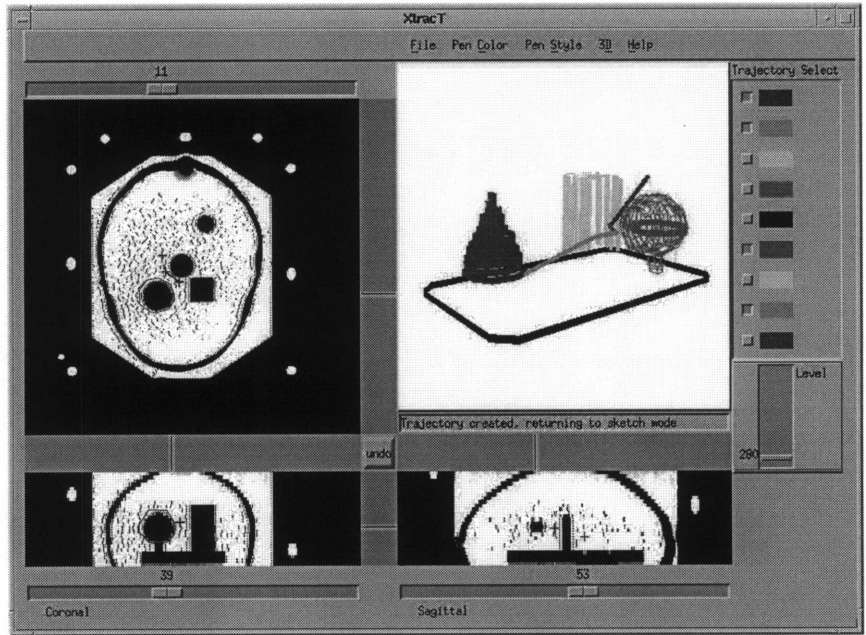 XtracT
File Pen Color Pen Style 3D Help
11
Trajectory Select
Trajectory created, returning to sketch mode
Level
280
undo
39
53
Coronal
Sagittal